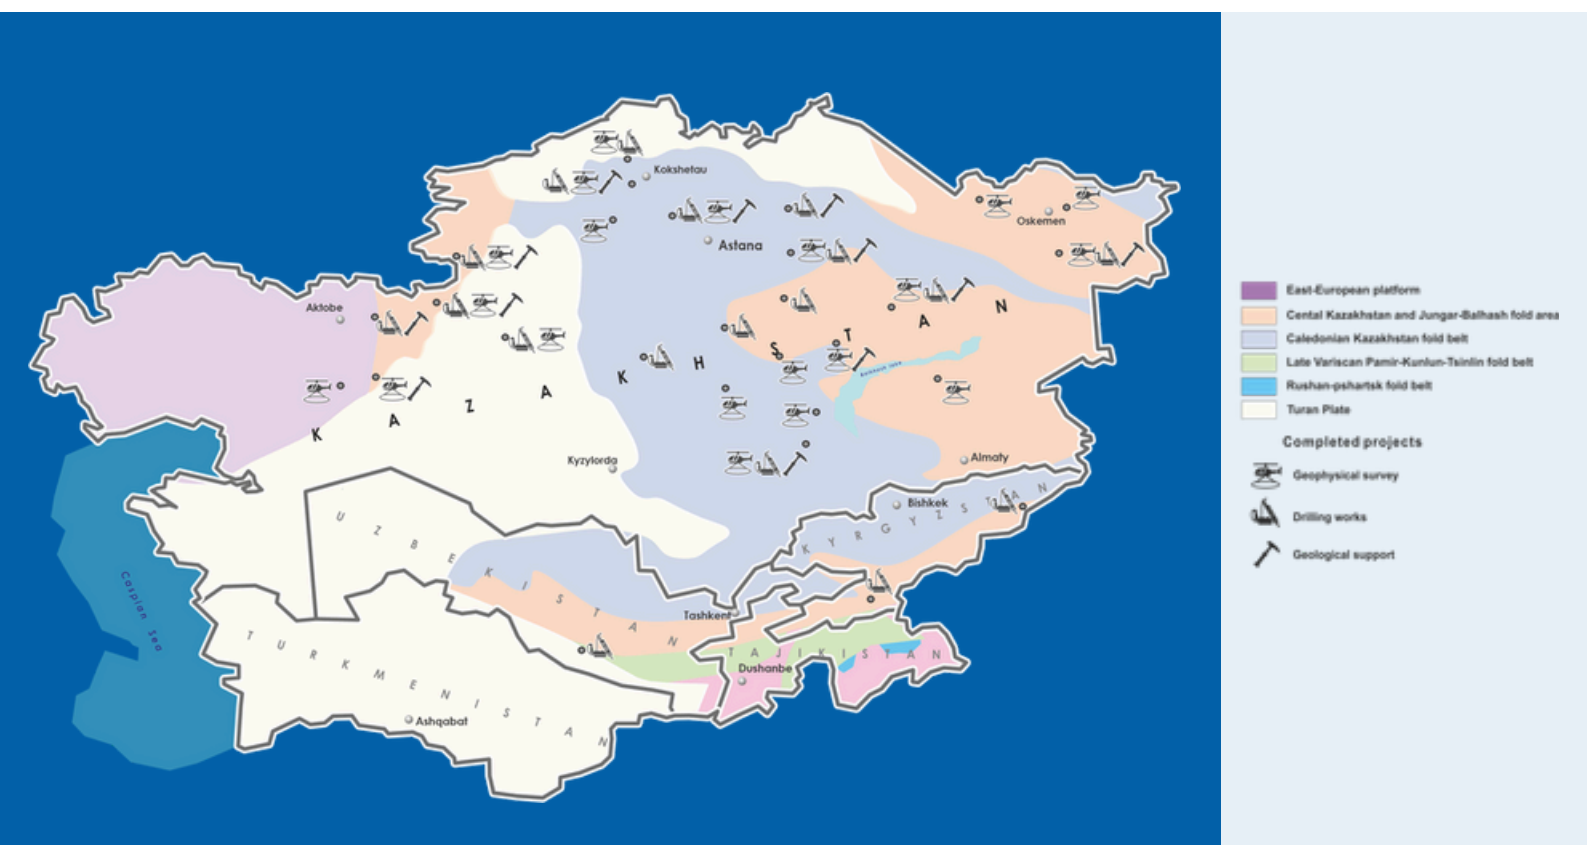 Kokshetau
Oskemen
Astana
Aktobe
K A Z A K H S T A N
Balkhash lake
Kyzylorda
Almaty
Bishkek
K Y R G Y Z S T A N
U Z B E K I S T A N
Caspian Sea
Tashkent
T U R K M E N I S T A N
T A J I K I S T A N
Dushanbe
Ashqabat
East-European platform
Cental Kazakhstan and Jungar-Balhash fold area
Caledonian Kazakhstan fold belt
Late Variscan Pamir-Kunlun-Tsinlin fold belt
Rushan-pshartsk fold belt
Turan Plate
Completed projects
Geophysical survey
Drilling works
Geological support